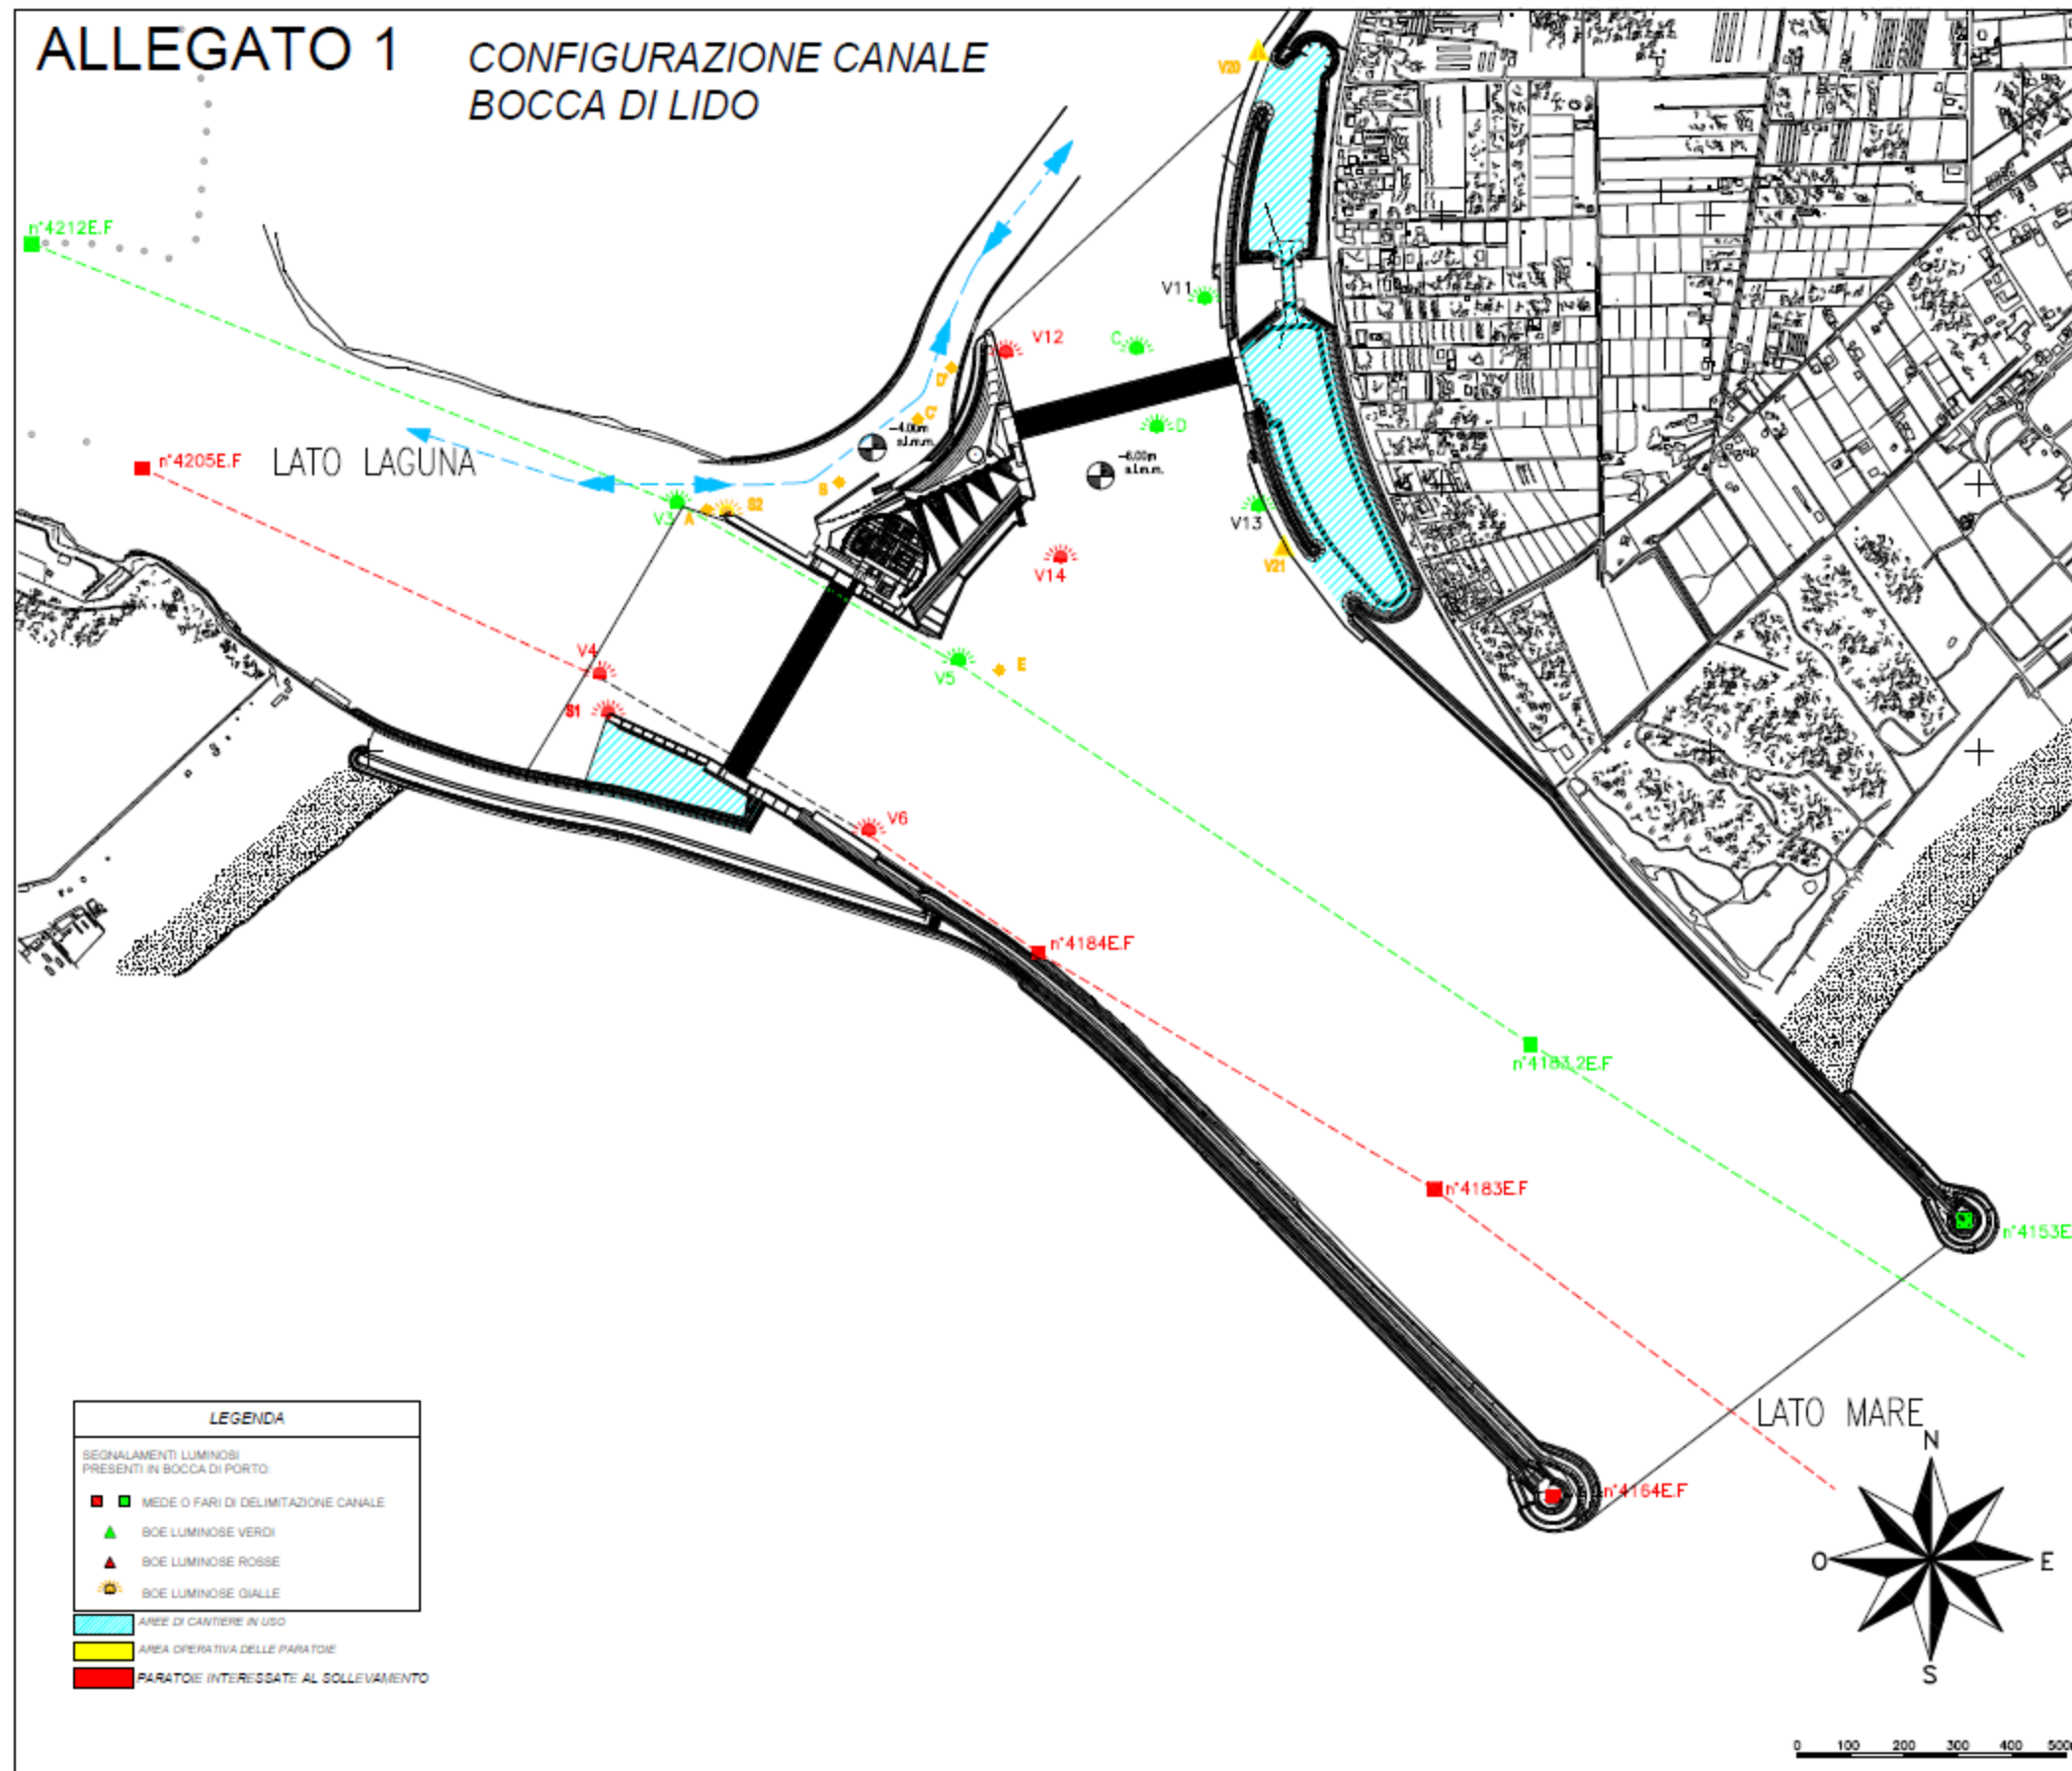 ALLEGATO 1
CONFIGURAZIONE CANALE
BOCCA DI LIDO
V20
n°4212E.F
V11
V12
C
D'
C'
-4.00m
s.l.m.m.
n°4205E.F
LATO LAGUNA
D
-6.00m
s.l.m.m.
B
V3
A
S2
V13
V14
V21
V4
V5
E
S1
V6
n°4184E.F
n°4183.2E.F
n°4183E.F
n°4153E
LATO MARE
n°4164E.F
N
O
E
S
LEGENDA
SEGNALAMENTI LUMINOSI
PRESENTI IN BOCCA DI PORTO:
MEDE O FARI DI DELIMITAZIONE CANALE
BOE LUMINOSE VERDI
BOE LUMINOSE ROSSE
BOE LUMINOSE GIALLE
AREE DI CANTIERE IN USO
AREA OPERATIVA DELLE PARATOIE
PARATOIE INTERESSATE AL SOLLEVAMENTO
0 100 200 300 400 500m